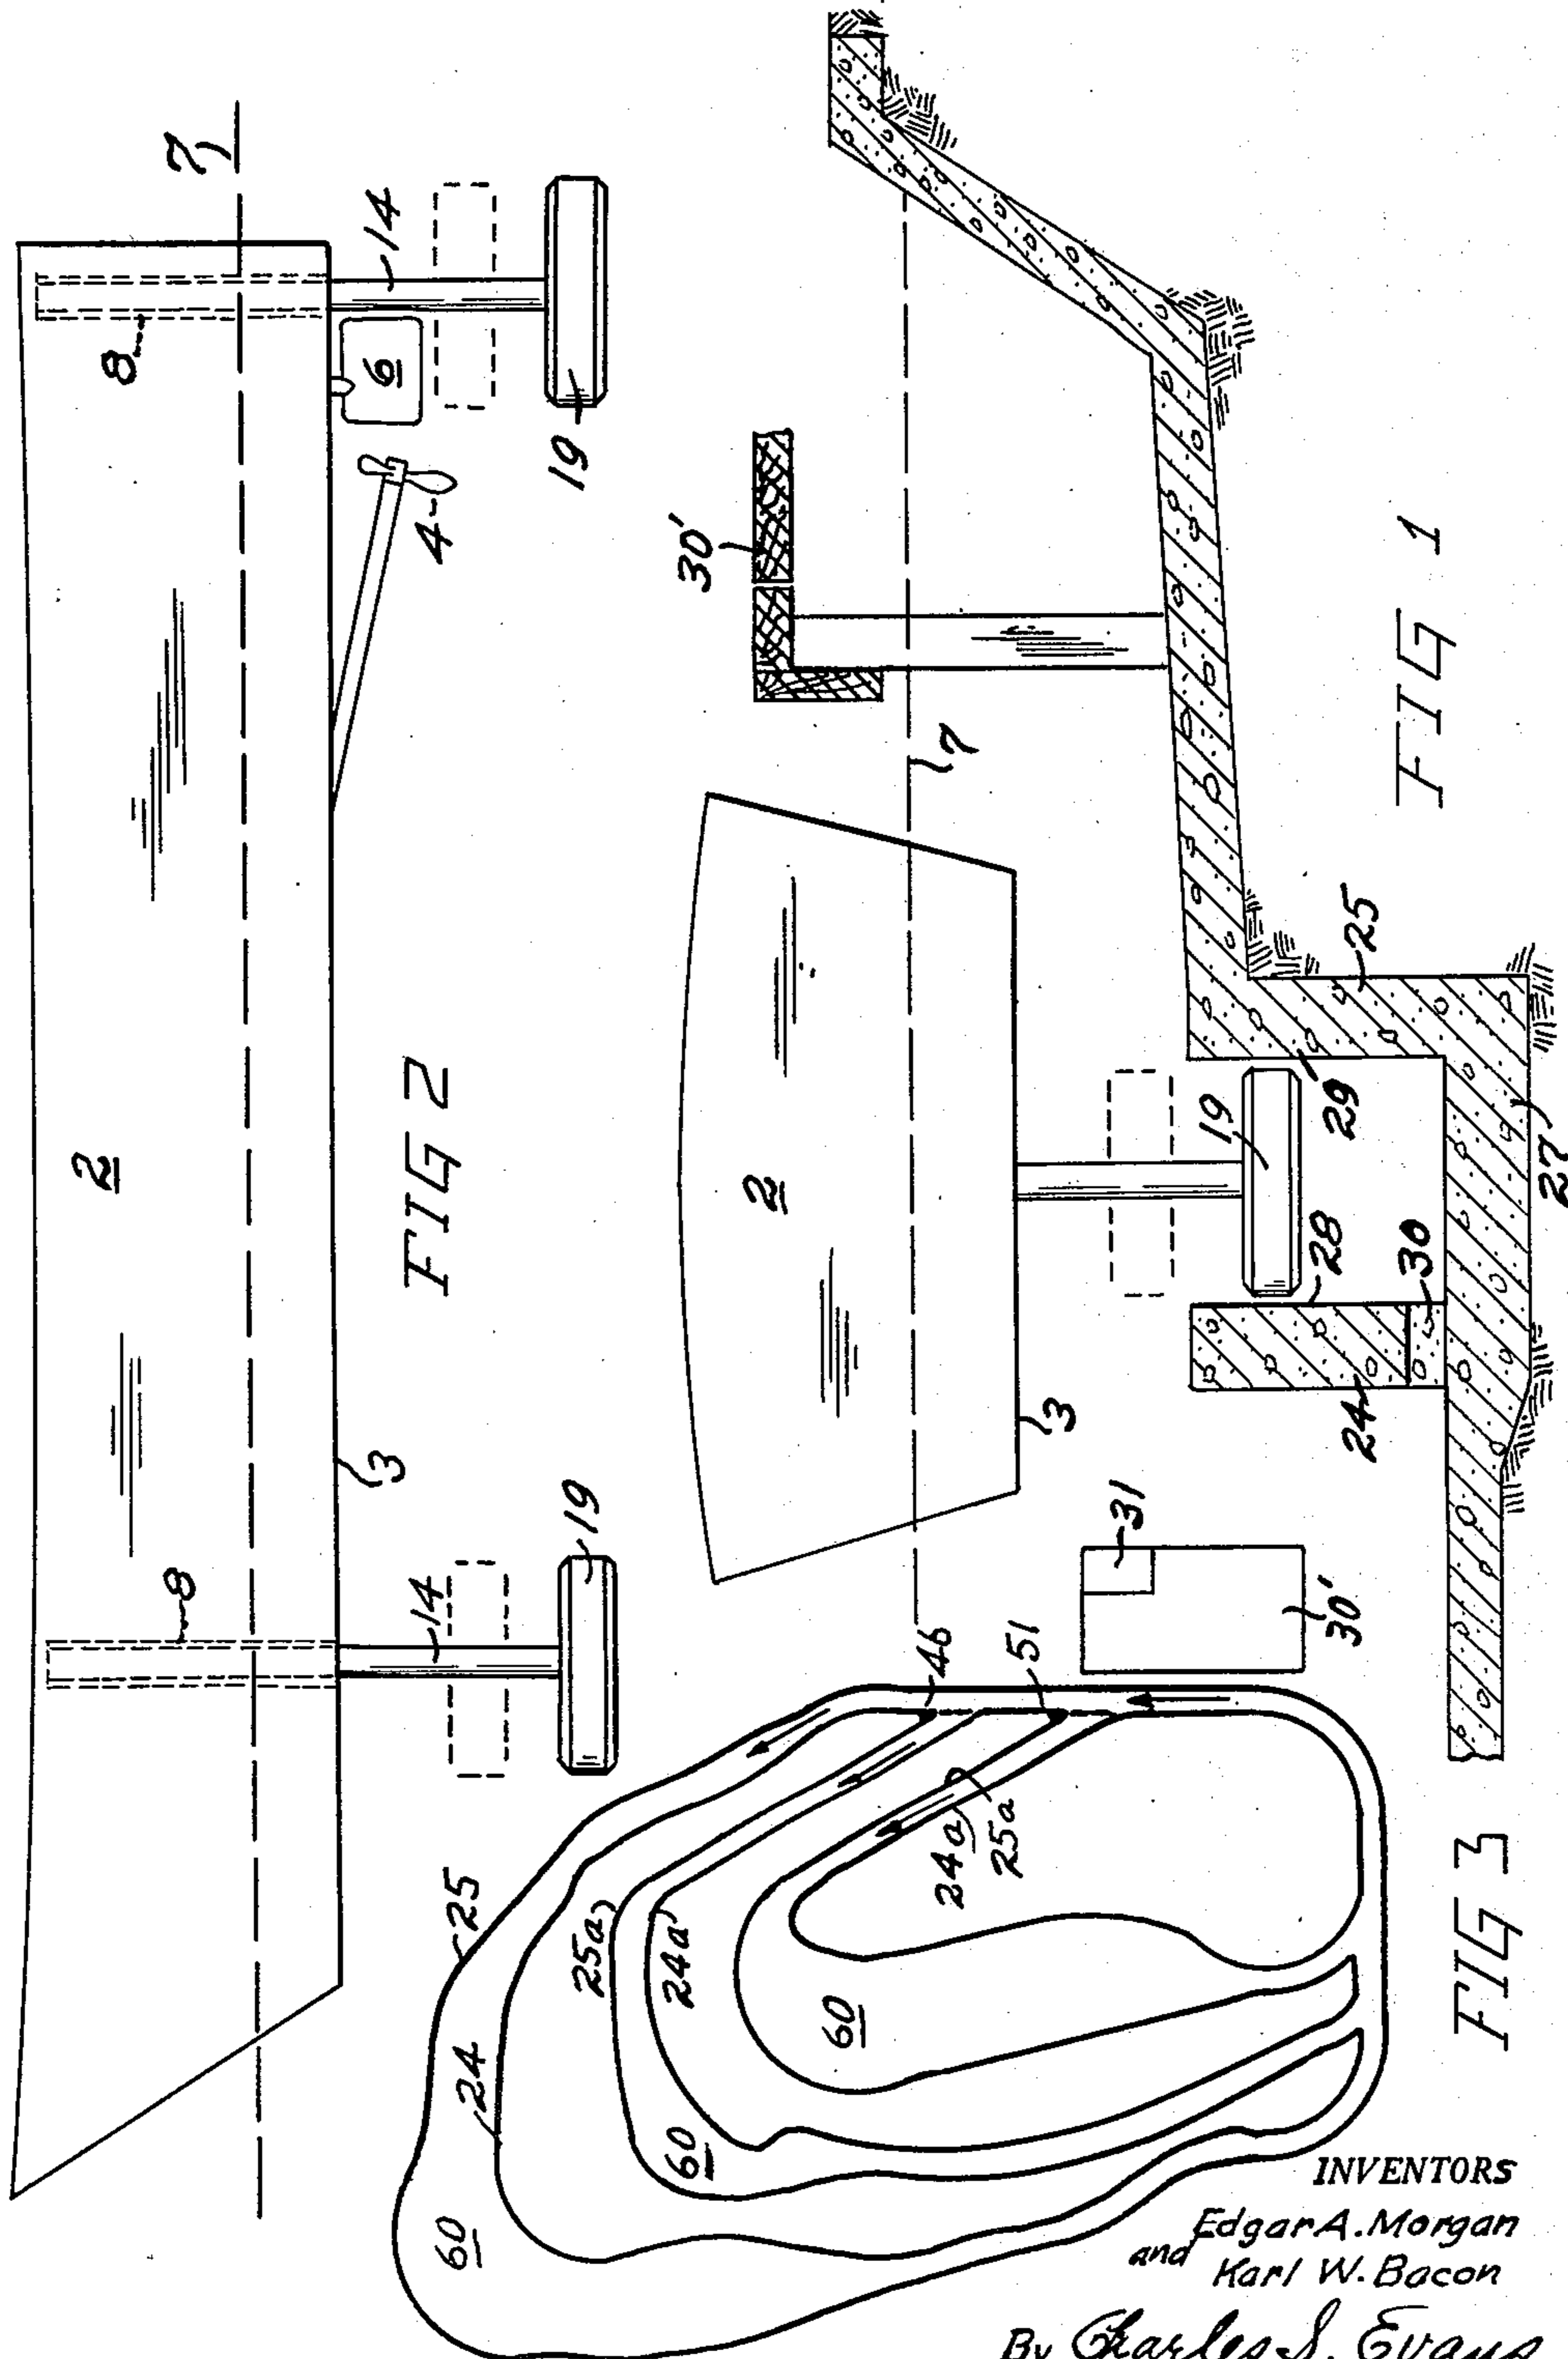 7
14
8
6
19
4
2
FIG 2
3
8
14
19
30'
7
2
3
19
25
29
27
28
30
24
FIG 1
31
30'
46
51
25
24
25a
24a
24a
25a
60
60
60
FIG 3
INVENTORS
Edgar A. Morgan
and
Karl W. Bacon
By Charles S. Evans